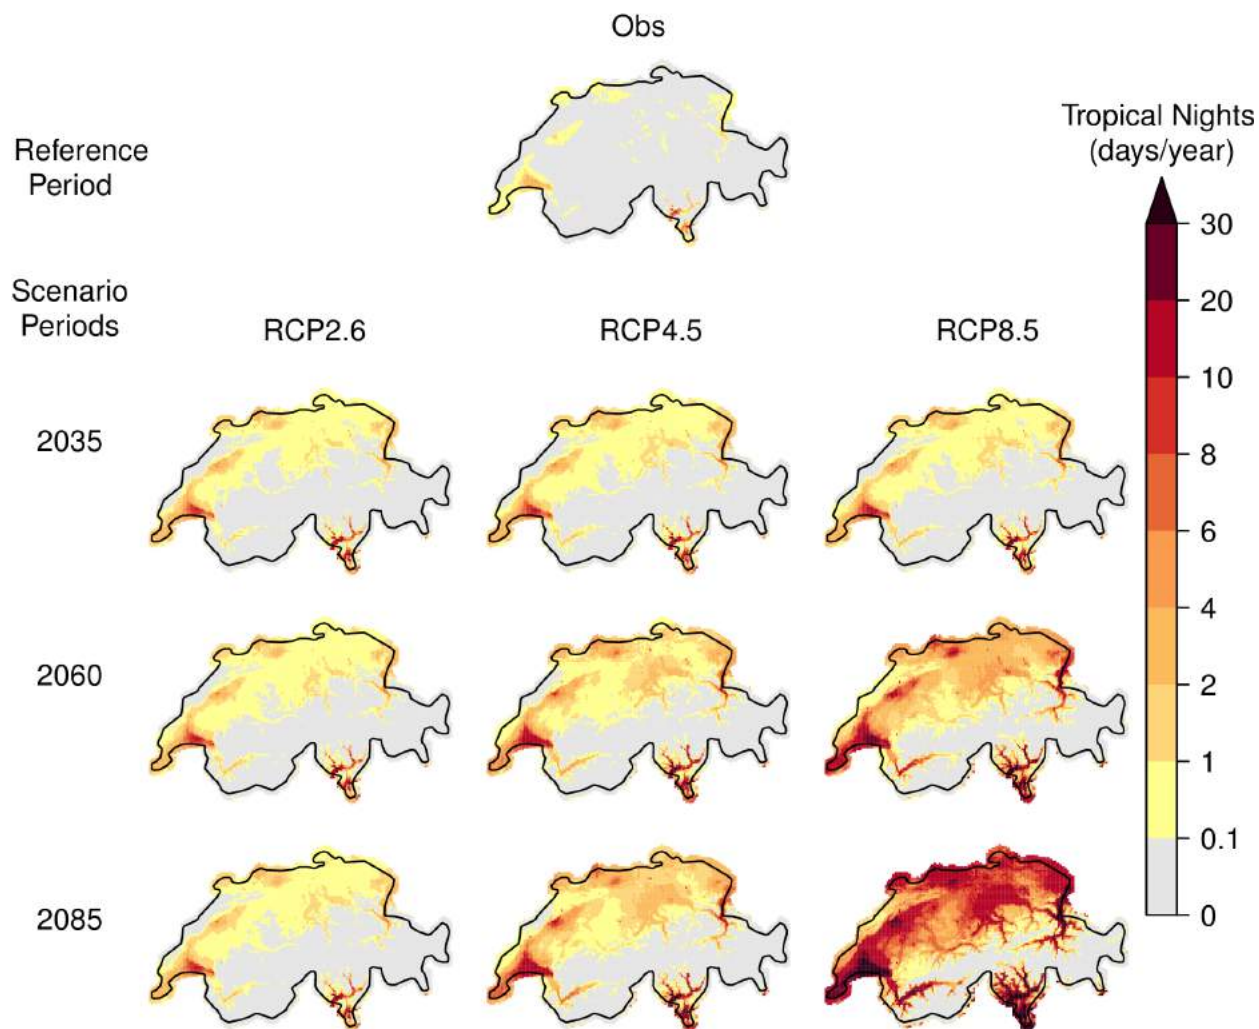 Obs
Reference
Period
Tropical Nights
(days/year)
30
20
10
8
6
4
2
1
0.1
0
Scenario
Periods
RCP2.6
RCP4.5
RCP8.5
2035
2060
2085